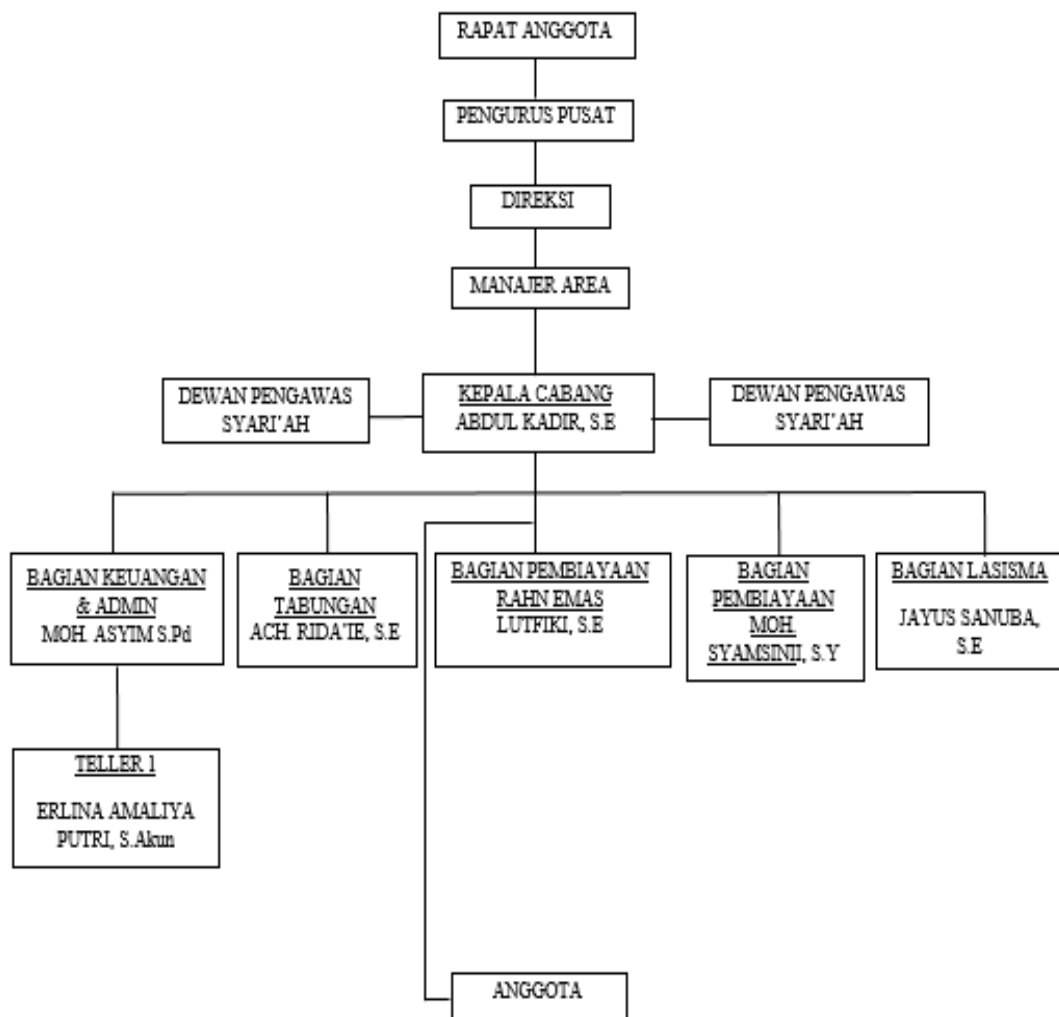 RAPAT ANGGOTA
PENGURUS PUSAT
DIREKSI
MANAJER AREA
DEWAN PENGAWAS
SYARI'AH
KEPALA CABANG
ABDUL KADIR, S.E
DEWAN PENGAWAS
SYARI'AH
BAGIAN KEUANGAN
& ADMIN
MOH. ASYIM S.Pd
BAGIAN
TABUNGAN
ACH. RIDA'IE, S.E
BAGIAN PEMBIAYAAN
RAHN EMAS
LUTFIKI, S.E
BAGIAN
PEMBIAYAAN
MOH.
SYAMSINII, S.Y
BAGIAN LASISMA
JAYUS SANUBA,
S.E
TELLER 1
ERLINA AMALIYA
PUTRI, S.Akun
ANGGOTA